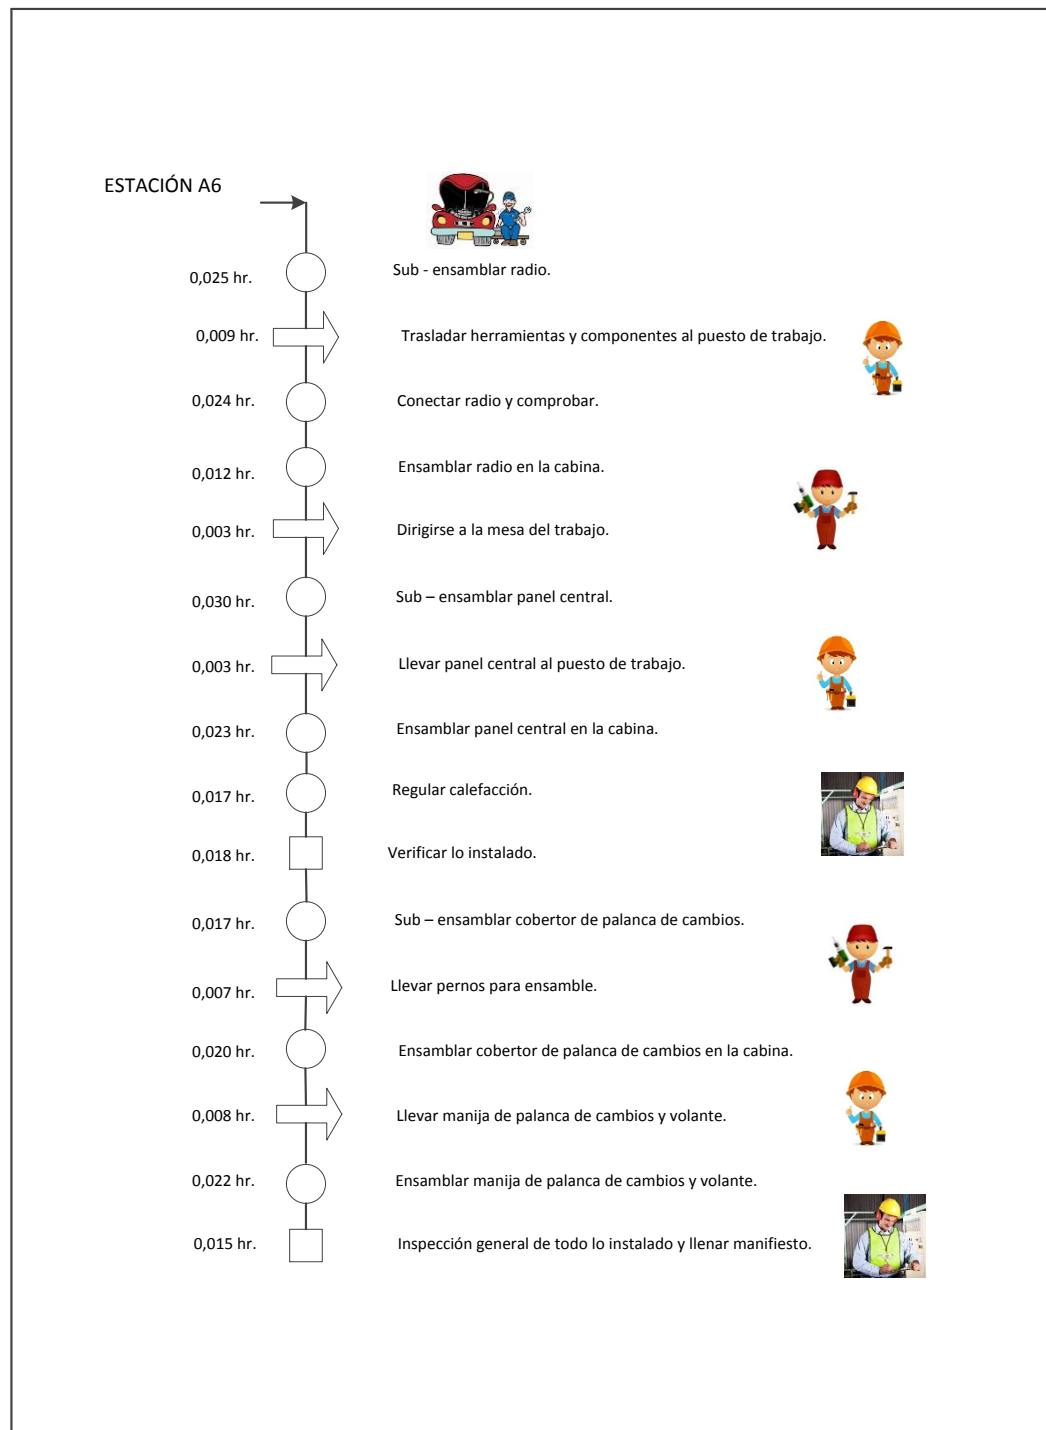 ESTACIÓN A6
0,025 hr. Sub - ensamblar radio.
0,009 hr. Trasladar herramientas y componentes al puesto de trabajo.
0,024 hr. Conectar radio y comprobar.
0,012 hr. Ensamblar radio en la cabina.
0,003 hr. Dirigirse a la mesa del trabajo.
0,030 hr. Sub – ensamblar panel central.
0,003 hr. Llevar panel central al puesto de trabajo.
0,023 hr. Ensamblar panel central en la cabina.
0,017 hr. Regular calefacción.
0,018 hr. Verificar lo instalado.
0,017 hr. Sub – ensamblar cobertor de palanca de cambios.
0,007 hr. Llevar pernos para ensamble.
0,020 hr. Ensamblar cobertor de palanca de cambios en la cabina.
0,008 hr. Llevar manija de palanca de cambios y volante.
0,022 hr. Ensamblar manija de palanca de cambios y volante.
0,015 hr. Inspección general de todo lo instalado y llenar manifiesto.